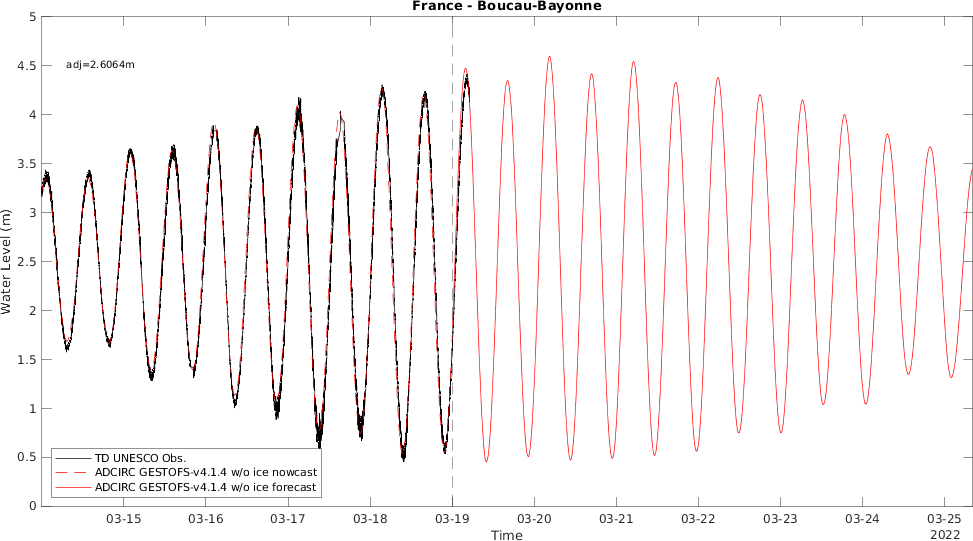 France - Boucau-Bayonne
5
4.5
4
3.5
3
2.5
2
1.5
1
0.5
0
Water Level (m)
adj=2.6064m
TD UNESCO Obs.
ADCIRC GESTOFS-v4.1.4 w/o ice nowcast
ADCIRC GESTOFS-v4.1.4 w/o ice forecast
03-15 03-16 03-17 03-18 03-19 03-20 03-21 03-22 03-23 03-24 03-25
Time
2022